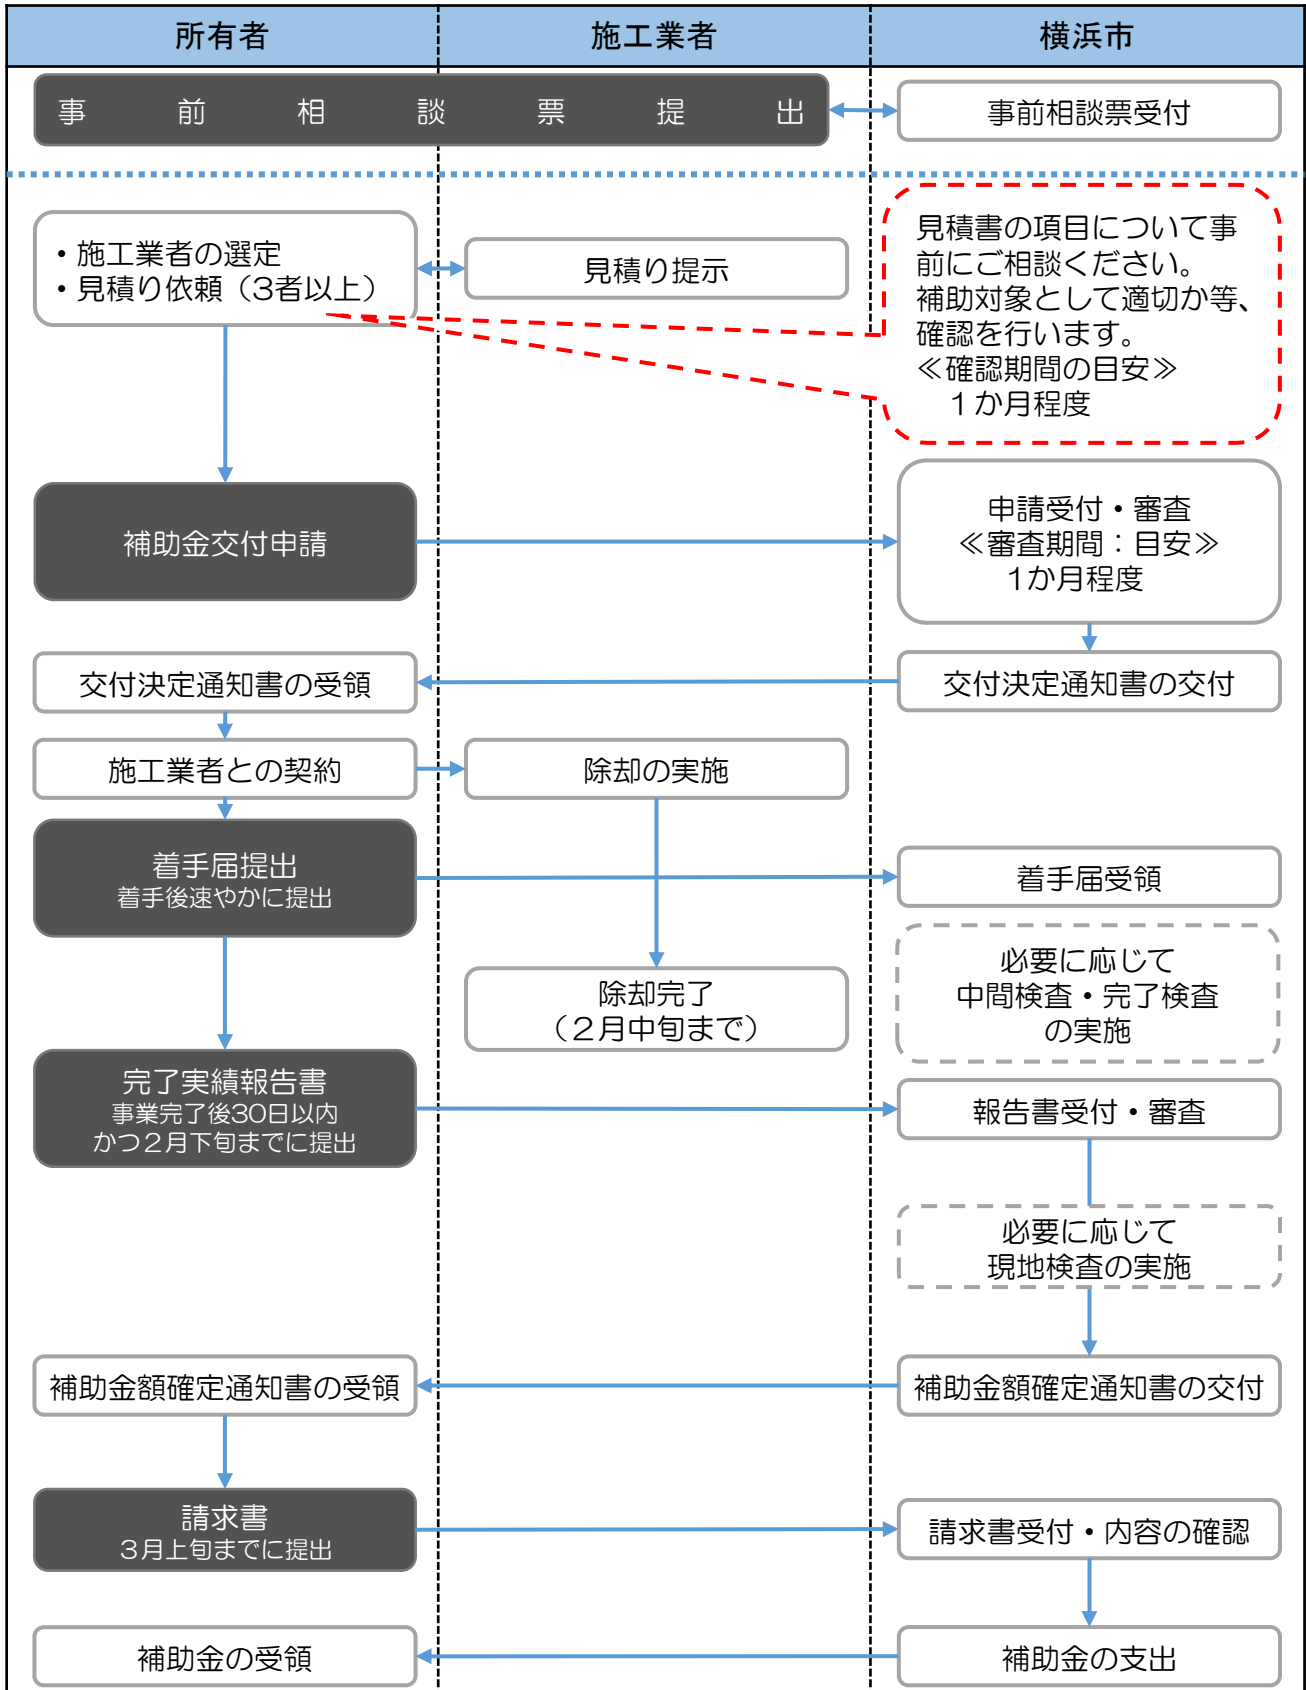 所有者
施工業者
横浜市
事前相談票提出
事前相談票受付
・施工業者の選定
・見積り依頼（3者以上）
見積り提示
見積書の項目について事
前にご相談ください。
補助対象として適切か等、
確認を行います。
≪確認期間の目安≫
１か月程度
補助金交付申請
申請受付・審査
≪審査期間：目安≫
1か月程度
交付決定通知書の受領
交付決定通知書の交付
施工業者との契約
除却の実施
着手届提出
着手後速やかに提出
着手届受領
必要に応じて
中間検査・完了検査
の実施
除却完了
（２月中旬まで）
完了実績報告書
事業完了後30日以内
かつ２月下旬までに提出
報告書受付・審査
必要に応じて
現地検査の実施
補助金額確定通知書の受領
補助金額確定通知書の交付
請求書
３月上旬までに提出
請求書受付・内容の確認
補助金の受領
補助金の支出